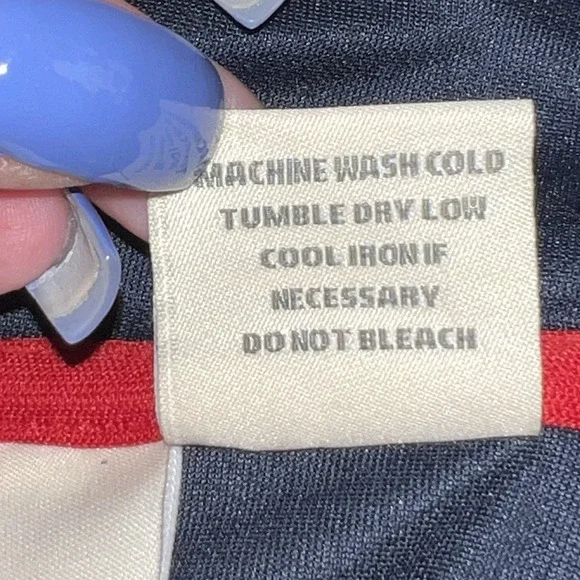 MACHINE WASH COLD
TUMBLE DRY LOW
COOL IRON IF
NECESSARY
DO NOT BLEACH